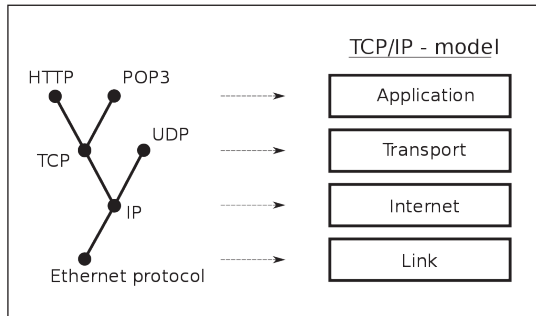 TCP/IP - model
HTTP POP3
Application
UDP
TCP
Transport
IP
Internet
Link
Ethernet protocol